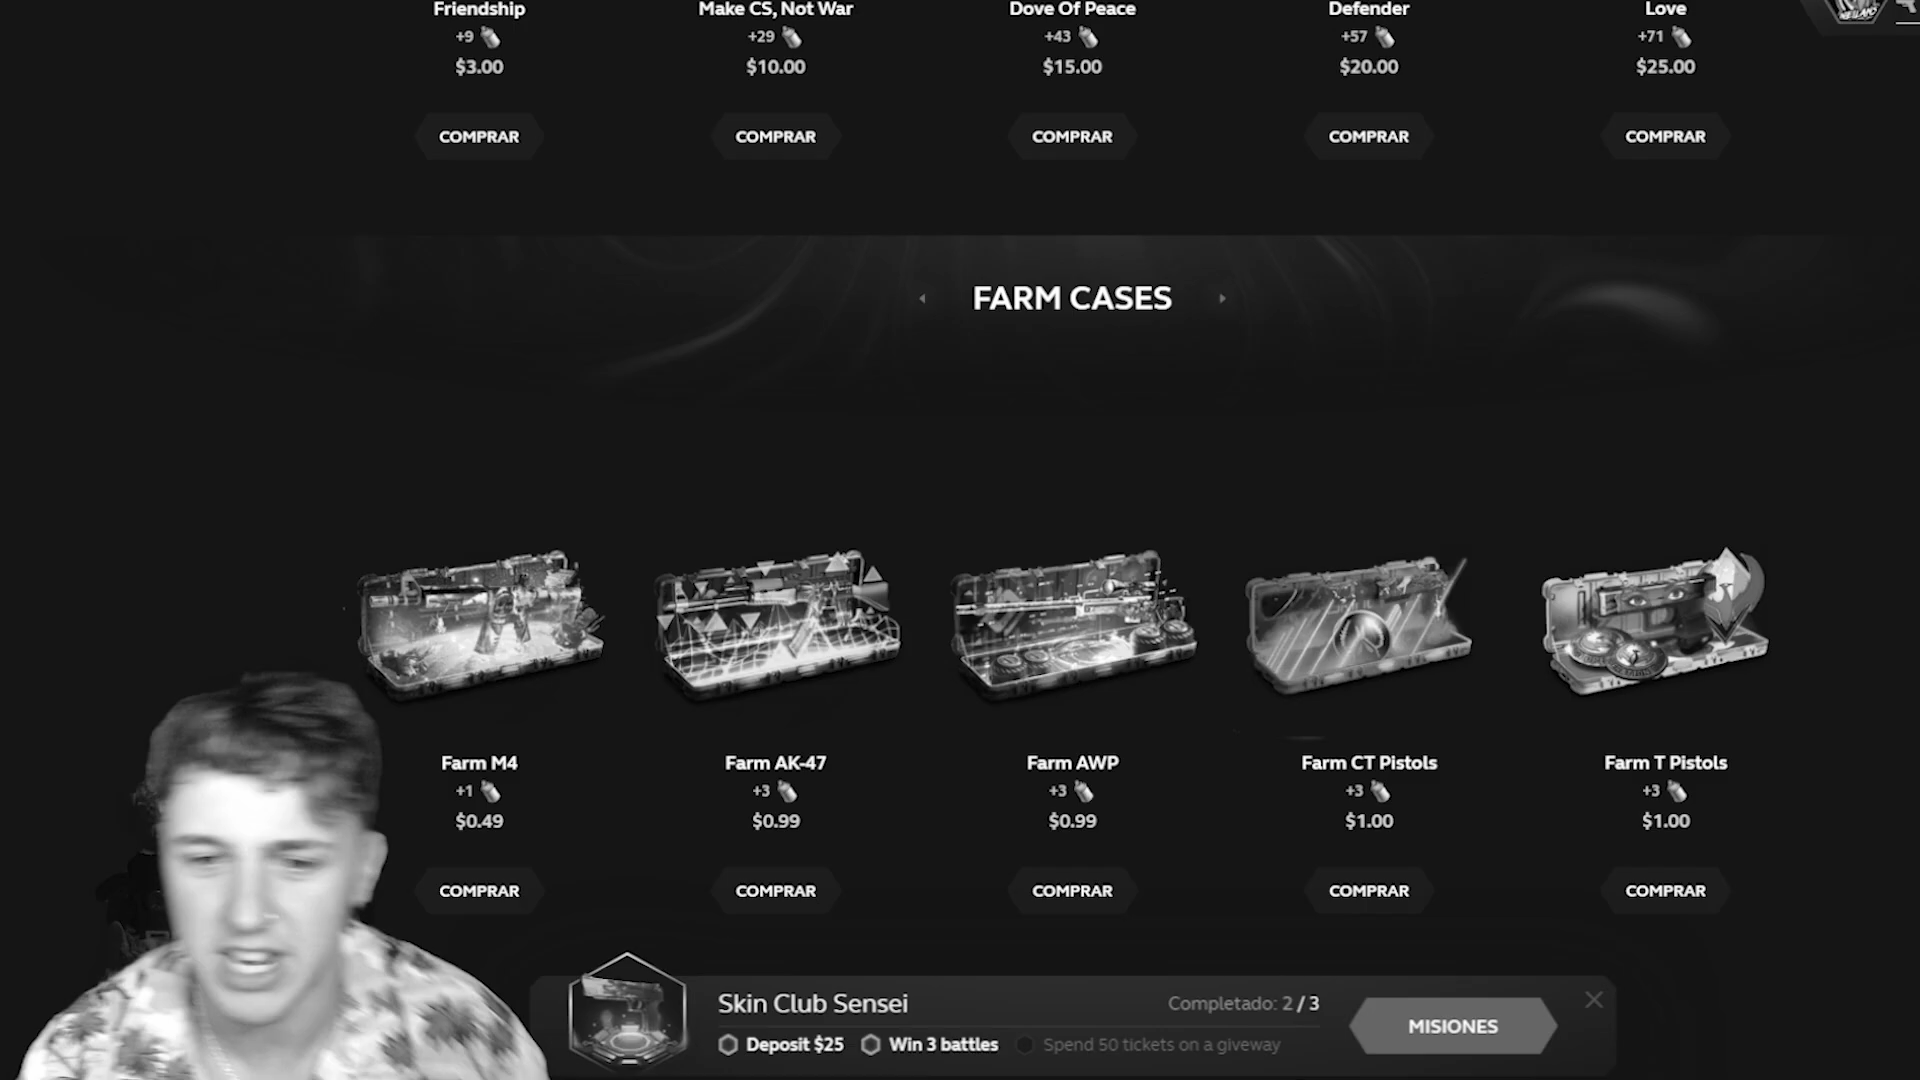 Friendship
+9
$3.00
COMPRAR
Make CS, Not War
+29
$10.00
COMPRAR
Dove Of Peace
+43
$15.00
COMPRAR
Defender
+57
$20.00
COMPRAR
Love
+71
$25.00
COMPRAR
FARM CASES
Farm M4
+1
$0.49
COMPRAR
Farm AK-47
+3
$0.99
COMPRAR
Farm AWP
+3
$0.99
COMPRAR
Farm CT Pistols
+3
$1.00
COMPRAR
Farm T Pistols
+3
$1.00
COMPRAR
Skin Club Sensei
Completado: 2 / 3
Deposit $25
Win 3 battles
Spend 50 tickets on a giveway
MISIONES